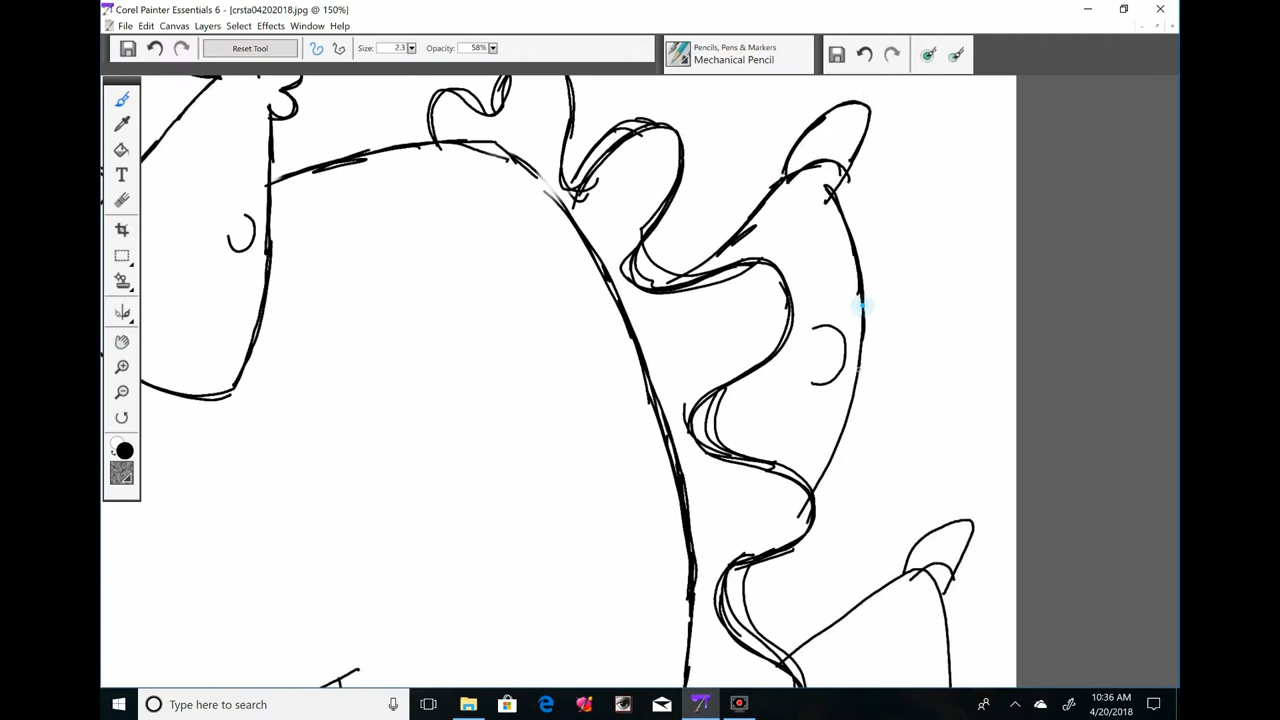 Corel Painter Essentials 6 - [crsta04202018.jpg @ 150%]
File Edit Canvas Layers Select Effects Window Help
Reset Tool Size: 2.3 Opacity: 58%
Pencils, Pens & Markers
Mechanical Pencil
T
Type here to search
10:36 AM
4/20/2018